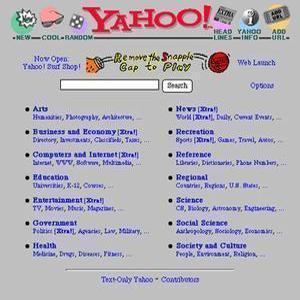 YAHOO!
NEW COOL RANDOM
HEAD LINES YAHOO INFO ADD URL
Now Open: Yahoo! Surf Shop!
Remove the Snapple Cap to Play
Web Launch
Search
Options
Arts
Humanities, Photography, Architecture, ...
Business and Economy [Xtra!]
Directory, Investments, Classifieds, Taxes, ...
Computers and Internet [Xtra!]
Internet, WWW, Software, Multimedia, ...
Education
Universities, K-12, Courses, ...
Entertainment [Xtra!]
TV, Movies, Music, Magazines, ...
Government
Politics [Xtra!], Agencies, Law, Military, ...
Health
Medicine, Drugs, Diseases, Fitness, ...
News [Xtra!]
World [Xtra!], Daily, Current Events, ...
Recreation
Sports [Xtra!], Games, Travel, Autos, ...
Reference
Libraries, Dictionaries, Phone Numbers, ...
Regional
Countries, Regions, U.S. States, ...
Science
CS, Biology, Astronomy, Engineering, ...
Social Science
Anthropology, Sociology, Economics, ...
Society and Culture
People, Environment, Religion, ...
Text-Only Yahoo - Contributors